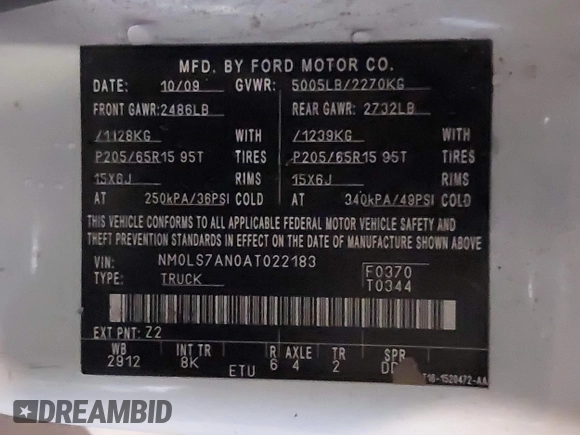 MFD. BY FORD MOTOR CO.
DATE: 10/09 GVWR: 5005LB/2270KG
FRONT GAWR: 2486LB REAR GAWR: 2732LB
/1128KG WITH /1239KG WITH
P205/65R15 95T TIRES P205/65R15 95T TIRES
15X6J RIMS 15X6J RIMS
AT 250kPA/36PSI COLD AT 340kPA/49PSI COLD
THIS VEHICLE CONFORMS TO ALL APPLICABLE FEDERAL MOTOR VEHICLE SAFETY AND
THEFT PREVENTION STANDARDS IN EFFECT ON THE DATE OF MANUFACTURE SHOWN ABOVE
VIN: NM0LS7AN0AT022183 F0370
TYPE: TRUCK T0344
EXT PNT: Z2
WB INT TR R AXLE TR SPR
2912 8K 6 4 2 DD
ETU
DREAMBID